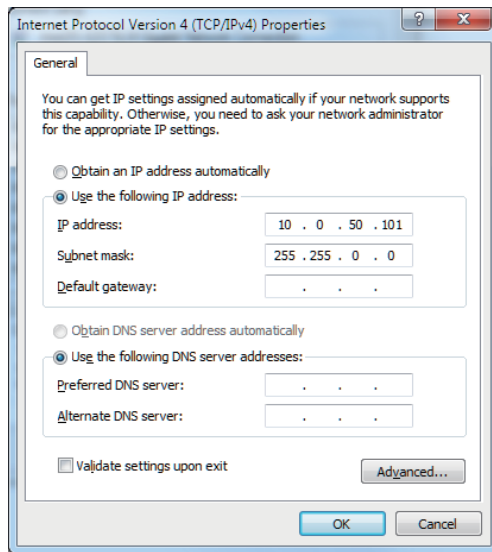 Internet Protocol Version 4 (TCP/IPv4) Properties
?
X
General
You can get IP settings assigned automatically if your network supports
this capability. Otherwise, you need to ask your network administrator
for the appropriate IP settings.
Obtain an IP address automatically
Use the following IP address:
IP address: 10 . 0 . 50 . 101
Subnet mask: 255 . 255 . 0 . 0
Default gateway: . . .
Obtain DNS server address automatically
Use the following DNS server addresses:
Preferred DNS server: . . .
Alternate DNS server: . . .
Validate settings upon exit
Advanced...
OK Cancel